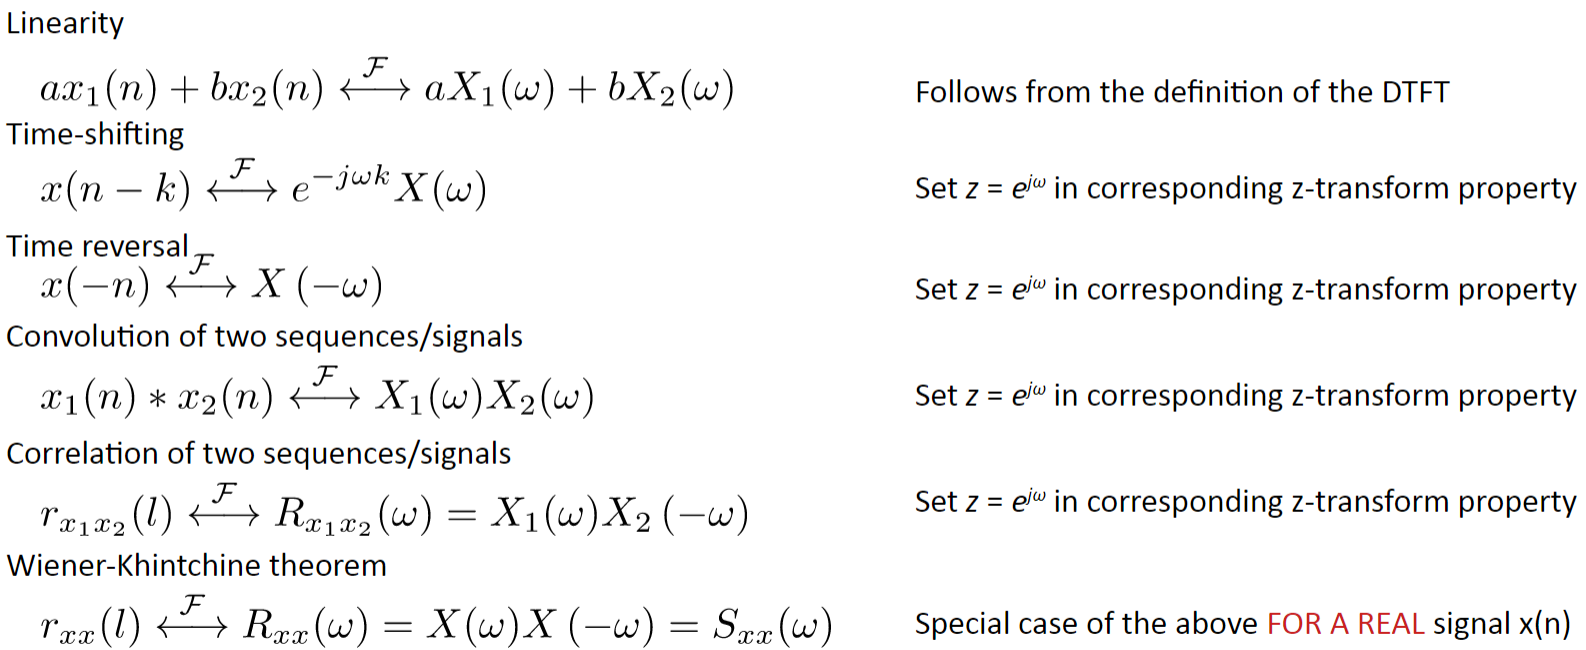 Linearity
ax₁(n) + bx₂(n) ⟷^ℱ aX₁(ω) + bX₂(ω) Follows from the definition of the DTFT
Time-shifting
x(n − k) ⟷^ℱ e^{−jωk} X(ω) Set z = e^{jω} in corresponding z-transform property
Time reversal
x(−n) ⟷^ℱ X (−ω) Set z = e^{jω} in corresponding z-transform property
Convolution of two sequences/signals
x₁(n) ∗ x₂(n) ⟷^ℱ X₁(ω)X₂(ω) Set z = e^{jω} in corresponding z-transform property
Correlation of two sequences/signals
r_{x₁x₂}(l) ⟷^ℱ R_{x₁x₂}(ω) = X₁(ω)X₂ (−ω) Set z = e^{jω} in corresponding z-transform property
Wiener-Khintchine theorem
r_{xx}(l) ⟷^ℱ R_{xx}(ω) = X(ω)X (−ω) = S_{xx}(ω) Special case of the above FOR A REAL signal x(n)